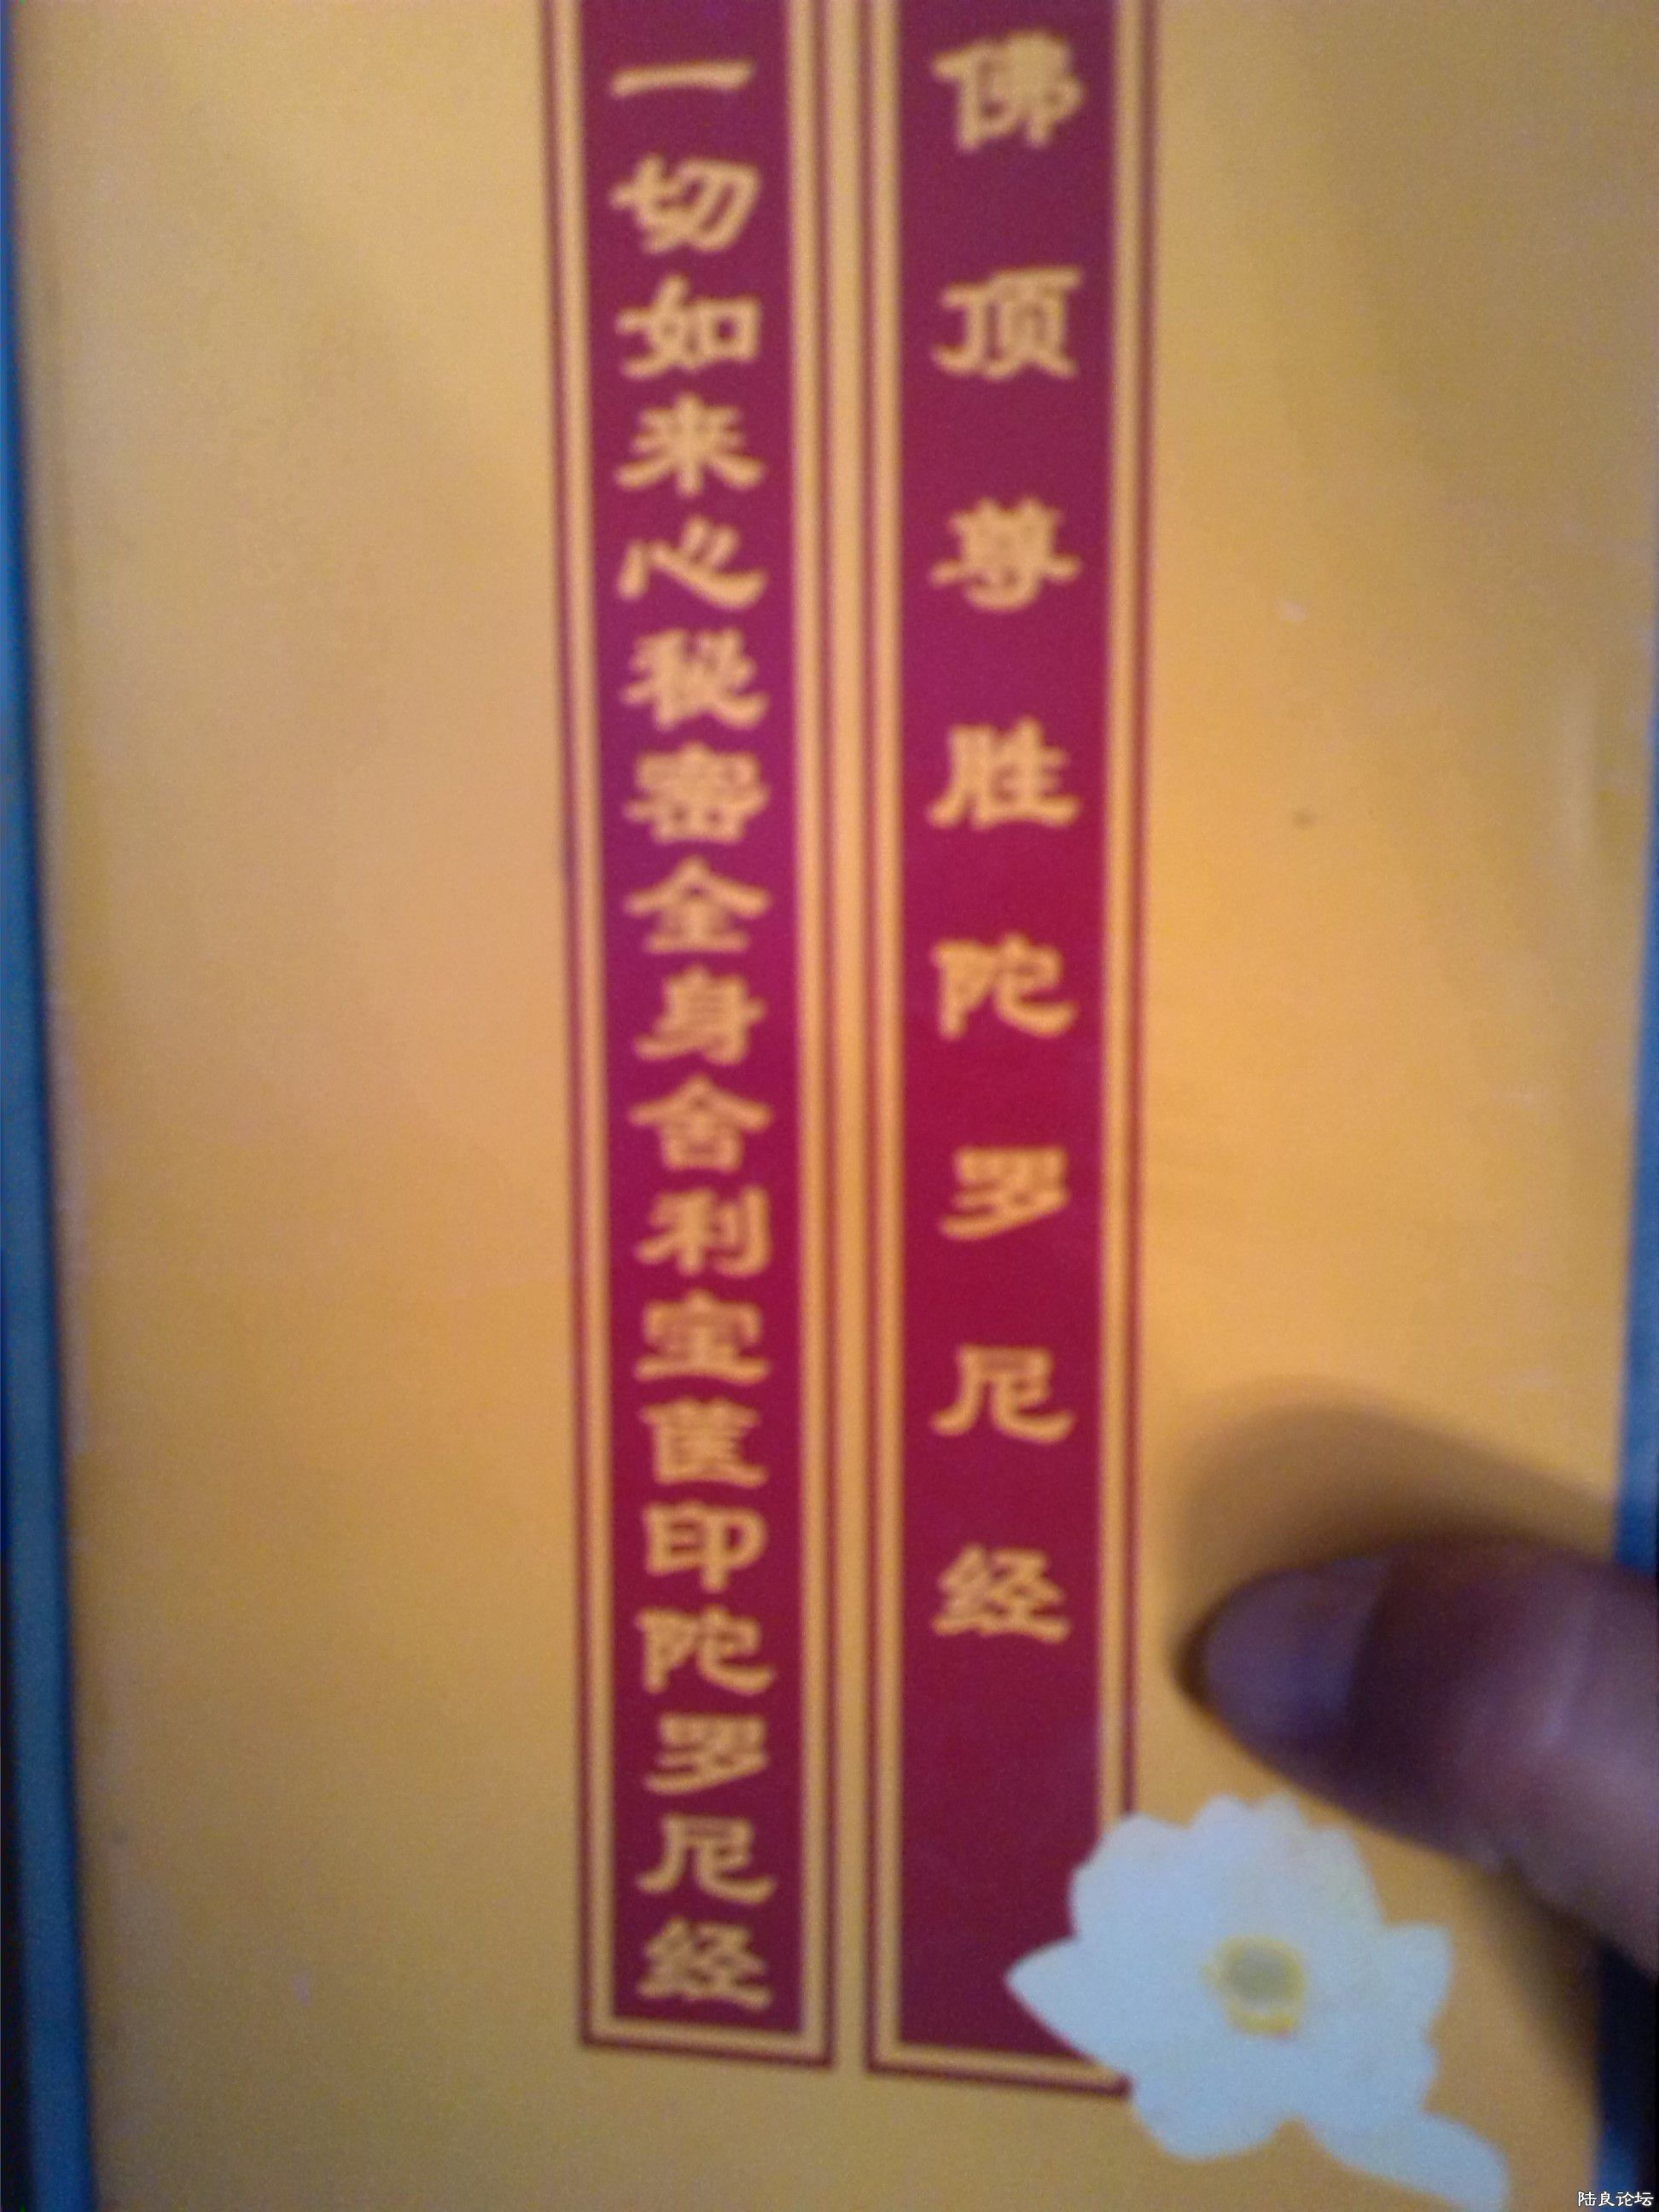 佛顶尊胜陀罗尼经
一切如来心秘密全身舍利宝箧印陀罗尼经
陆良论坛